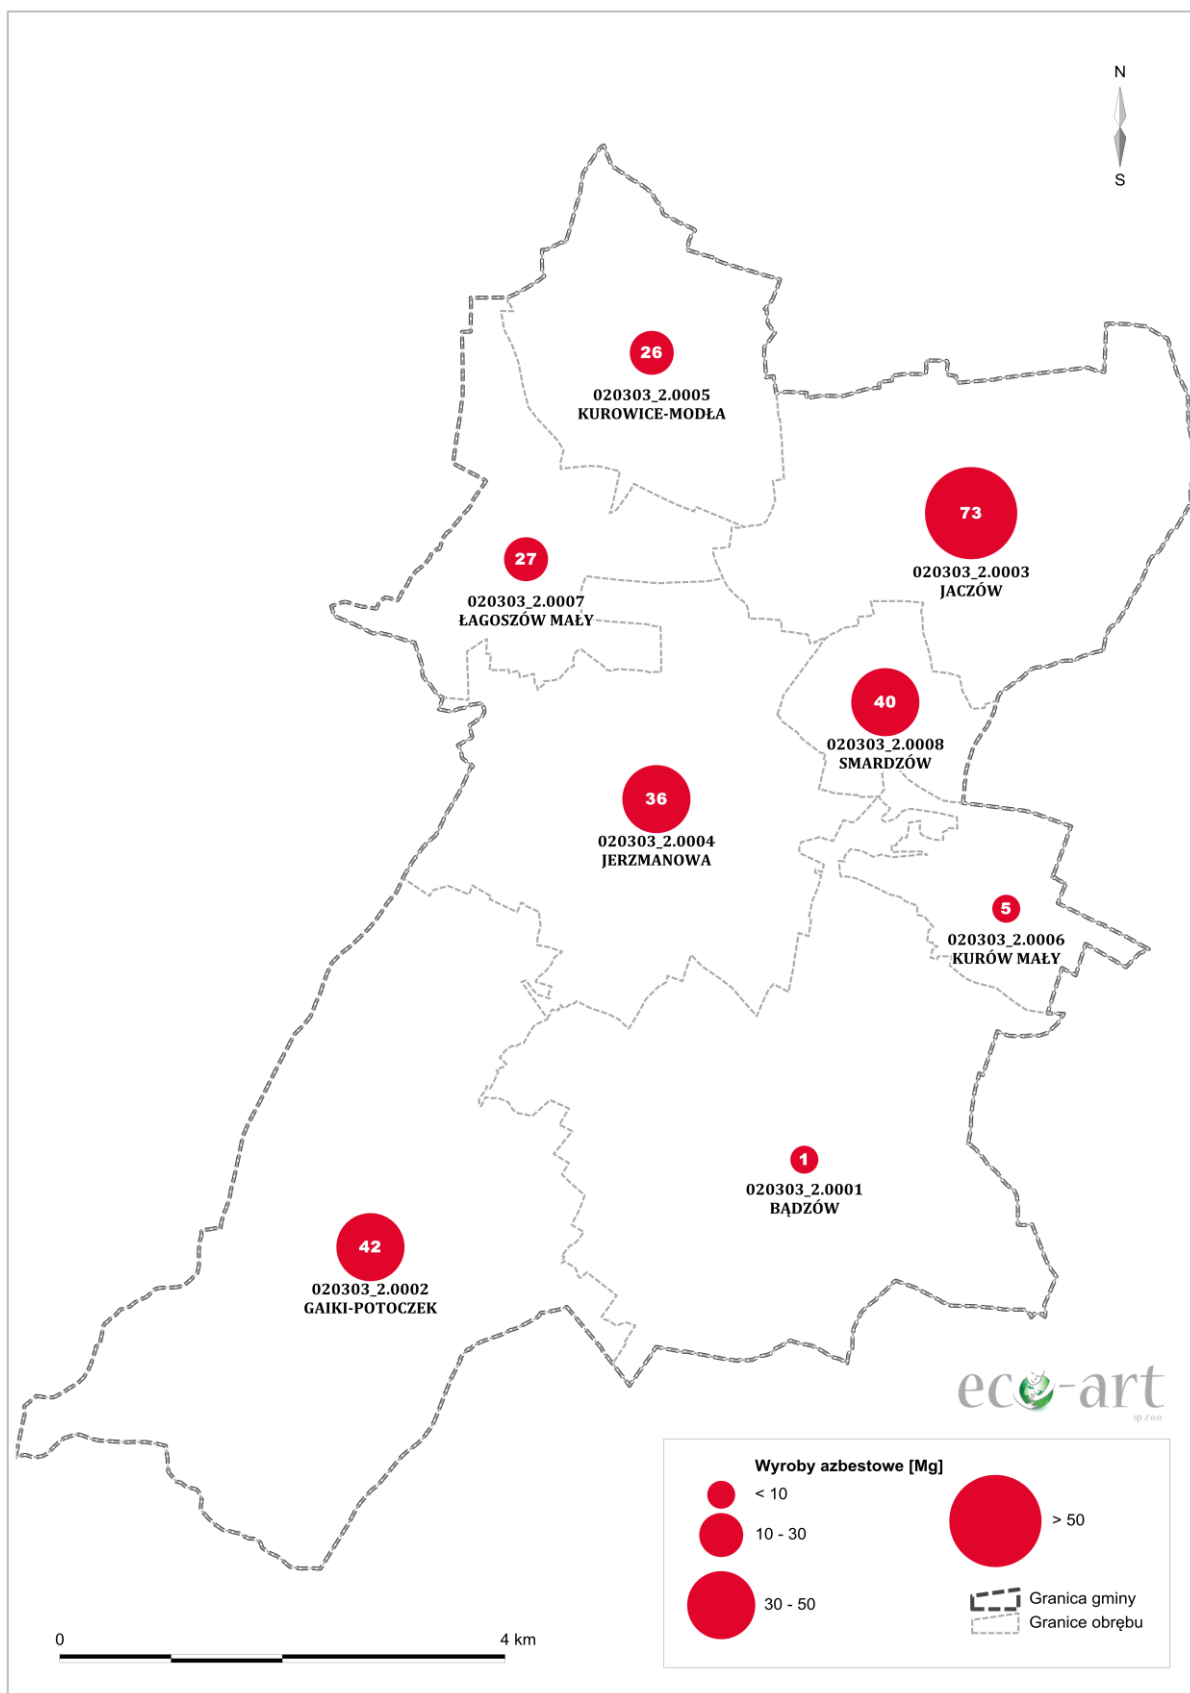 N
S
26
020303_2.0005
KUROWICE-MODŁA
73
020303_2.0003
JACZÓW
27
020303_2.0007
ŁAGOSZÓW MAŁY
40
020303_2.0008
SMARDZÓW
36
020303_2.0004
JERZMANOWA
5
020303_2.0006
KURÓW MAŁY
1
020303_2.0001
BĄDZÓW
42
020303_2.0002
GAIKI-POTOCZEK
eco-art
sp z o.o.
Wyroby azbestowe [Mg]
< 10
10 - 30
30 - 50
> 50
Granica gminy
Granice obrębu
0
4 km